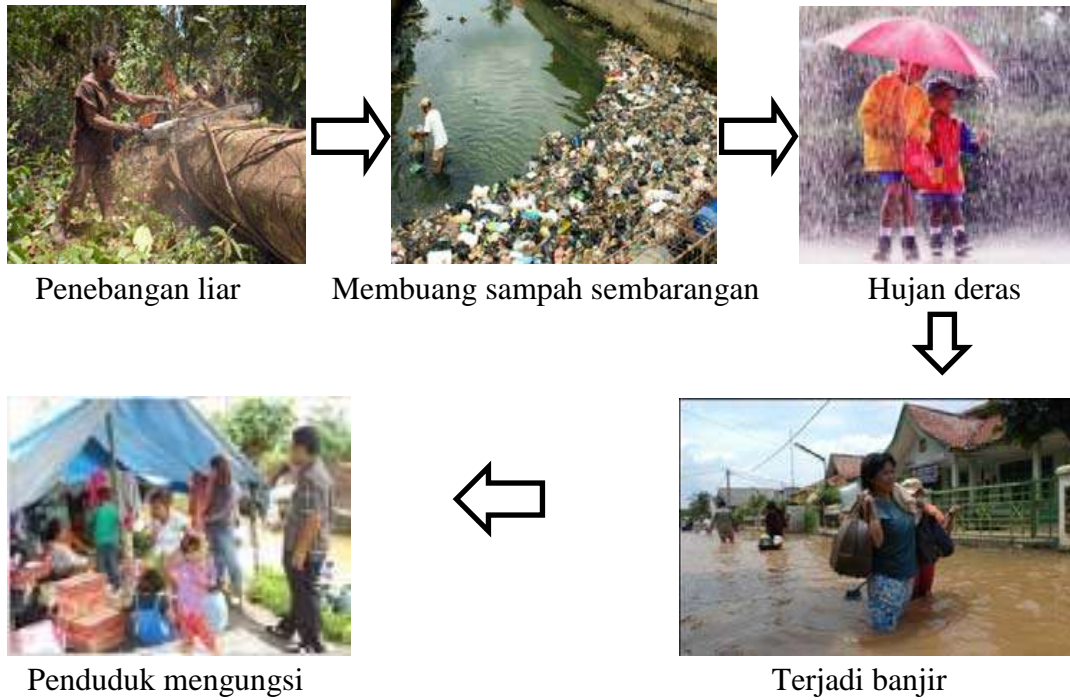 Penebangan liar
Membuang sampah sembarangan
Hujan deras
Penduduk mengungsi
Terjadi banjir